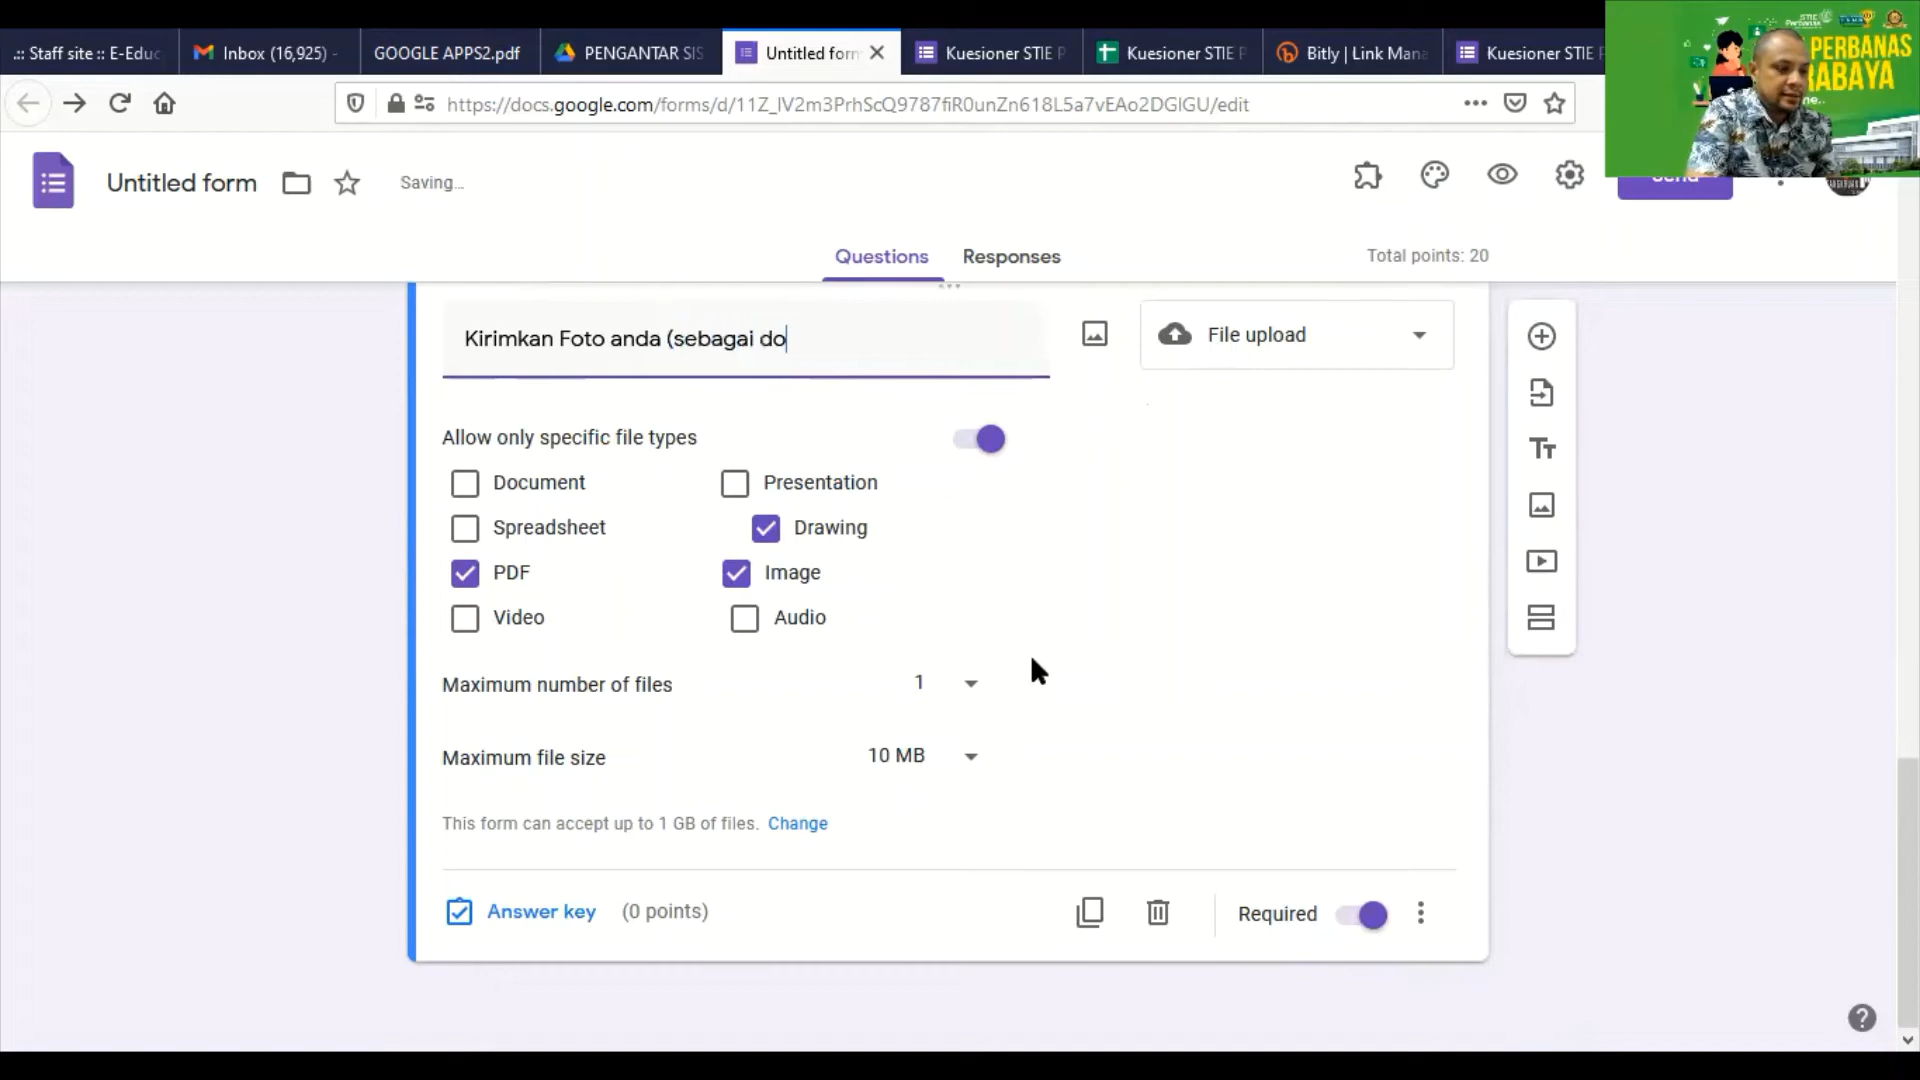 .:: Staff site :: E-Educ
Inbox (16,925) -
GOOGLE APPS2.pdf
PENGANTAR SIS
Untitled form
Kuesioner STIE P
Kuesioner STIE P
Bitly | Link Mana
Kuesioner STIE P
PERBANAS
RABAYA
https://docs.google.com/forms/d/11Z_lV2m3PrhScQ9787fiR0unZn618L5a7vEAo2DGlGU/edit
Untitled form
Saving...
Send
Questions
Responses
Total points: 20
Kirimkan Foto anda (sebagai do
File upload
Allow only specific file types
Document
Presentation
Spreadsheet
Drawing
PDF
Image
Video
Audio
Maximum number of files
1
Maximum file size
10 MB
This form can accept up to 1 GB of files. Change
Answer key (0 points)
Required